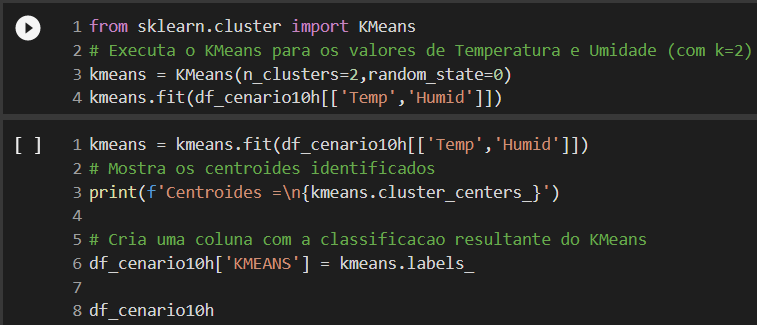 1 from sklearn.cluster import KMeans
2 # Executa o KMeans para os valores de Temperatura e Umidade (com k=2)
3 kmeans = KMeans(n_clusters=2,random_state=0)
4 kmeans.fit(df_cenario10h[['Temp','Humid']])
[ ] 1 kmeans = kmeans.fit(df_cenario10h[['Temp','Humid']])
2 # Mostra os centroides identificados
3 print(f'Centroides =\n{kmeans.cluster_centers_}')
4
5 # Cria uma coluna com a classificacao resultante do KMeans
6 df_cenario10h['KMEANS'] = kmeans.labels_
7
8 df_cenario10h